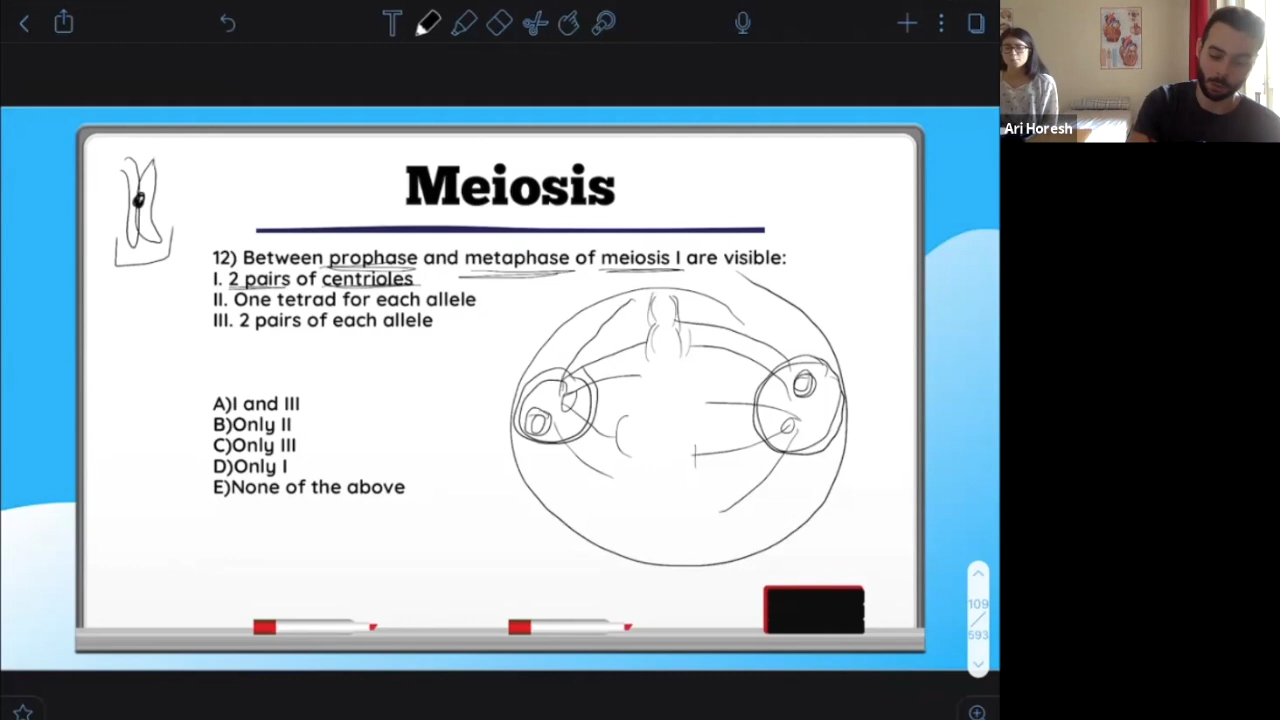 Ari Horesh
Meiosis
12) Between prophase and metaphase of meiosis I are visible:
I. 2 pairs of centrioles
II. One tetrad for each allele
III. 2 pairs of each allele
A)I and III
B)Only II
C)Only III
D)Only I
E)None of the above
109
593